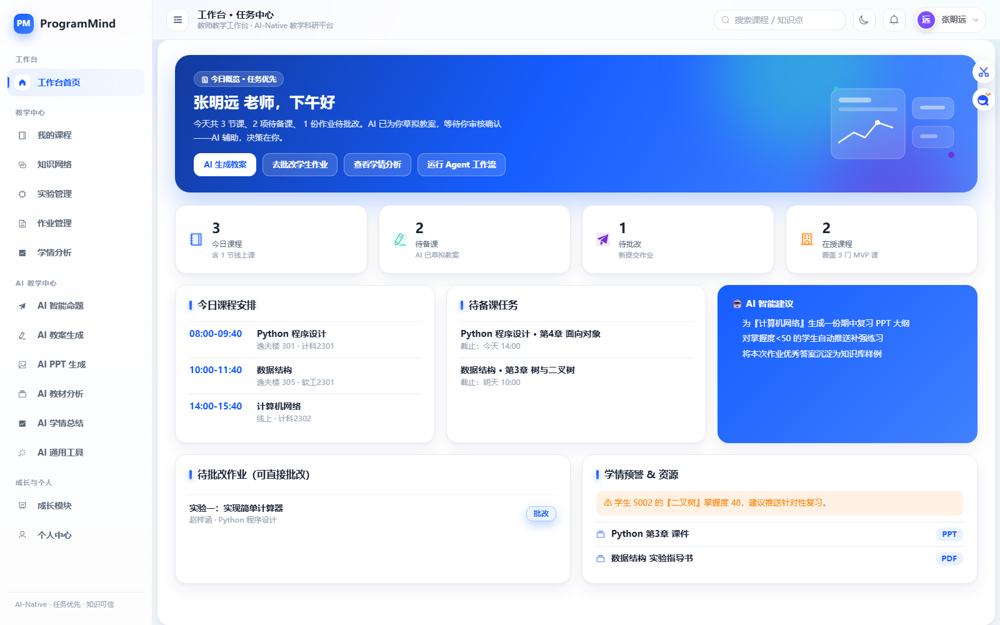 PM ProgramMind
工作台
工作台首页
教学中心
我的课程
知识网络
实验管理
作业管理
学情分析
AI 教学中心
AI 智能命题
AI 教案生成
AI PPT 生成
AI 教材分析
AI 学情总结
AI 通用工具
成长与个人
成长模块
个人中心
AI-Native · 任务优先 · 知识可信
工作台 • 任务中心
教师教学工作台 · AI-Native 教学科研平台
搜索课程 / 知识点
远 张明远
今日概览 • 任务优先
张明远 老师，下午好
今天共 3 节课、2 项待备课、 1 份作业待批改。AI 已为你草拟教案，等待你审核确认
——AI 辅助，决策在你。
AI 生成教案
去批改学生作业
查看学情分析
运行 Agent 工作流
3
今日课程
含 1 节线上课
2
待备课
AI 已草拟教案
1
待批改
新提交作业
2
在授课程
覆盖 3 门 MVP 课
今日课程安排
08:00-09:40 Python 程序设计
逸夫楼 301 · 计科2301
10:00-11:40 数据结构
逸夫楼 305 · 软工2301
14:00-15:40 计算机网络
线上 · 计科2302
待备课任务
Python 程序设计 • 第4章 面向对象
截止：今天 14:00
数据结构 • 第3章 树与二叉树
截止：明天 10:00
AI 智能建议
为『计算机网络』生成一份期中复习 PPT 大纲
对掌握度<50 的学生自动推送补强练习
将本次作业优秀答案沉淀为知识库样例
待批改作业（可直接批改）
实验一：实现简单计算器
赵梓涵 · Python 程序设计
批改
学情预警 & 资源
学生 S002 的『二叉树』掌握度 48，建议推送针对性复习。
Python 第3章 课件 PPT
数据结构 实验指导书 PDF